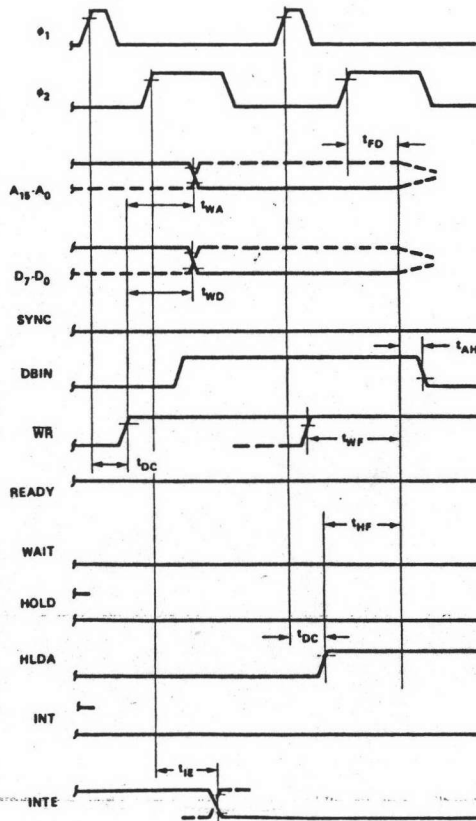 φ1
φ2
tFD
A15-A0
tWA
D7-D0
tWD
SYNC
tAH
DBIN
WR
tWF
tDC
READY
tHF
WAIT
HOLD
tDC
HLDA
INT
tIE
INTE